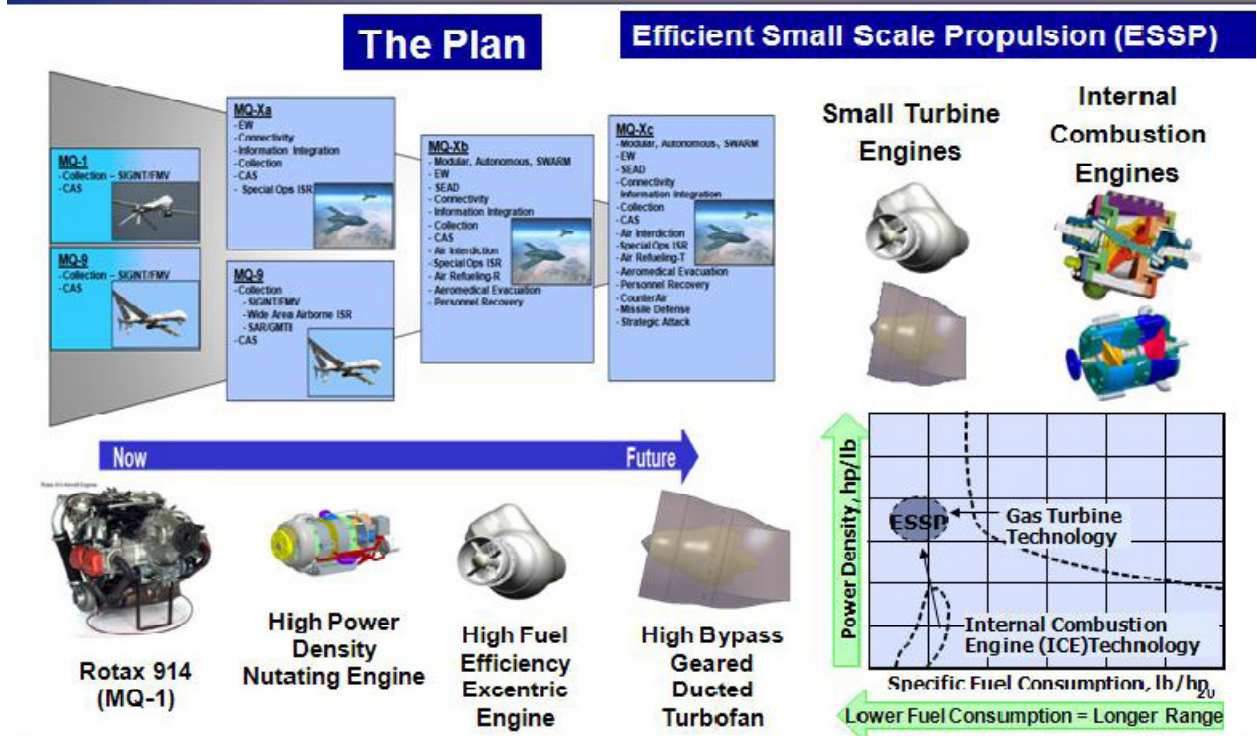 The Plan
Efficient Small Scale Propulsion (ESSP)
MQ-1
-Collection – SIGINT/FMV
-CAS
MQ-9
-Collection – SIGINT/FMV
-CAS
MQ-Xa
-EW
-Connectivity
-Information Integration
-Collection
-CAS
- Special Ops ISR
MQ-9
-Collection
-SIGINT/FMV
-Wide Area Airborne ISR
-SAR/GMTI
-CAS
MQ-Xb
- Modular, Autonomous, SWARM
- EW
- SEAD
- Connectivity
- Information Integration
- Collection
- CAS
- Air Interdiction
- Special Ops ISR
- Air Refueling-R
- Aeromedical Evacuation
- Personnel Recovery
MQ-Xc
-Modular, Autonomous, SWARM
-EW
-SEAD
-Connectivity
Information Integration
-Collection
-CAS
-Air Interdiction
-Special Ops ISR
-Air Refueling-T
-Aeromedical Evacuation
-Personnel Recovery
-CounterAir
-Missile Defense
-Strategic Attack
Now
Future
Rotax 914
(MQ-1)
High Power
Density
Nutating Engine
High Fuel
Efficiency
Excentric
Engine
High Bypass
Geared
Ducted
Turbofan
Small Turbine
Engines
Internal
Combustion
Engines
Power Density, hp/lb
ESSP
Gas Turbine
Technology
Internal Combustion
Engine (ICE)Technology
Specific Fuel Consumption, lb/hp
20
Lower Fuel Consumption = Longer Range